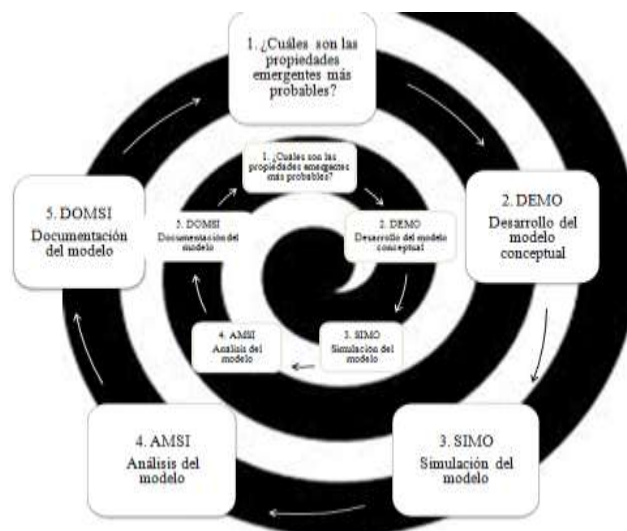 1. ¿Cuáles son las
propiedades
emergentes más
probables?
2. DEMO
Desarrollo del
modelo
conceptual
3. SIMO
Simulación del
modelo
4. AMSI
Análisis del
modelo
5. DOMSI
Documentación
del modelo
1. ¿Cuáles son las
propiedades emergentes
más probables?
2. DEMO
Desarrollo del modelo
conceptual
3. SIMO
Simulación del
modelo
4. AMSI
Análisis del
modelo
5. DOMSI
Documentación del
modelo